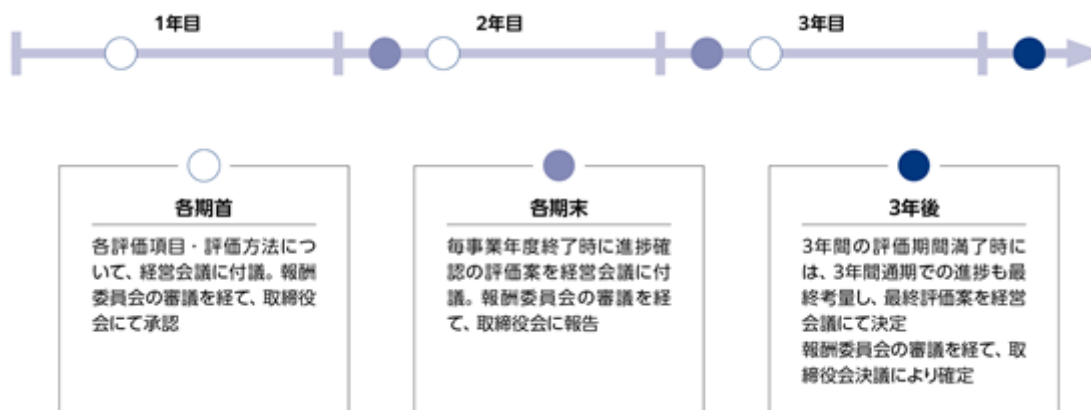 1年目
2年目
3年目
各期首
各評価項目・評価方法につ
いて、経営会議に付議。報酬
委員会の審議を経て、取締役
会にて承認
各期末
毎事業年度終了時に進捗確
認の評価案を経営会議に付
議。報酬委員会の審議を経
て、取締役会に報告
3年後
3年間の評価期間満了時に
は、3年間通期での進捗も最
終考量し、最終評価案を経営
会議にて決定
報酬委員会の審議を経て、取
締役会決議により確定